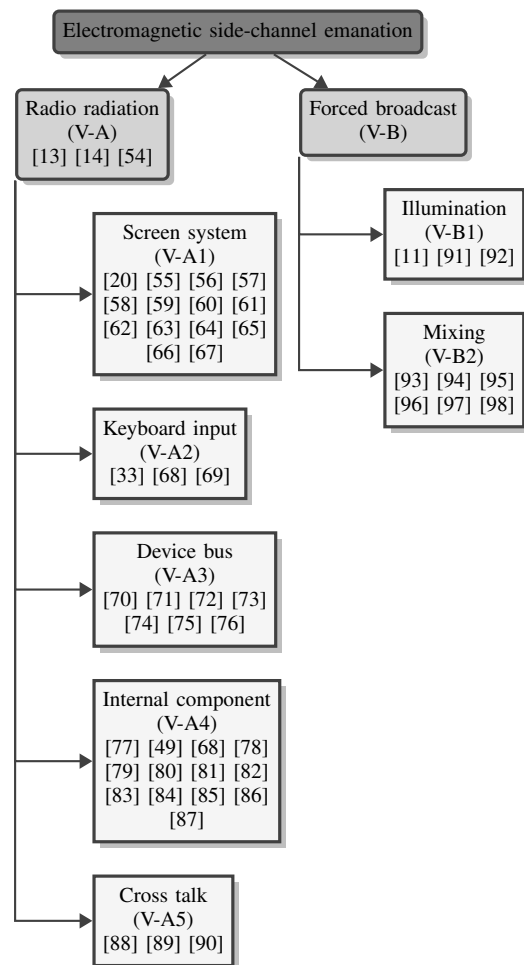 Electromagnetic side-channel emanation
Radio radiation
(V-A)
[13] [14] [54]
Forced broadcast
(V-B)
Screen system
(V-A1)
[20] [55] [56] [57]
[58] [59] [60] [61]
[62] [63] [64] [65]
[66] [67]
Illumination
(V-B1)
[11] [91] [92]
Mixing
(V-B2)
[93] [94] [95]
[96] [97] [98]
Keyboard input
(V-A2)
[33] [68] [69]
Device bus
(V-A3)
[70] [71] [72] [73]
[74] [75] [76]
Internal component
(V-A4)
[77] [49] [68] [78]
[79] [80] [81] [82]
[83] [84] [85] [86]
[87]
Cross talk
(V-A5)
[88] [89] [90]